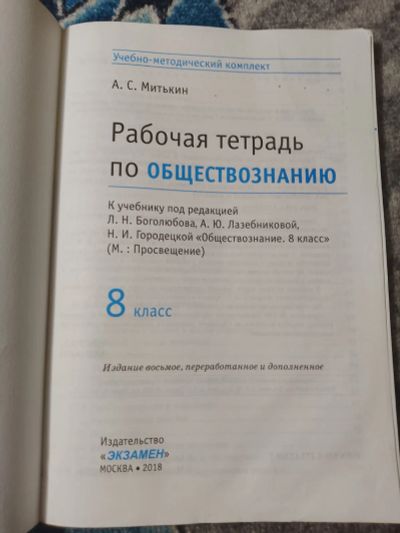 Учебно-методический комплект
А. С. Митькин
Рабочая тетрадь
по ОБЩЕСТВОЗНАНИЮ
К учебнику под редакцией
Л. Н. Боголюбова, А. Ю. Лазебниковой,
Н. И. Городецкой «Обществознание. 8 класс»
(М. : Просвещение)
8 класс
Издание восьмое, переработанное и дополненное
Издательство
«ЭКЗАМЕН»
МОСКВА • 2018